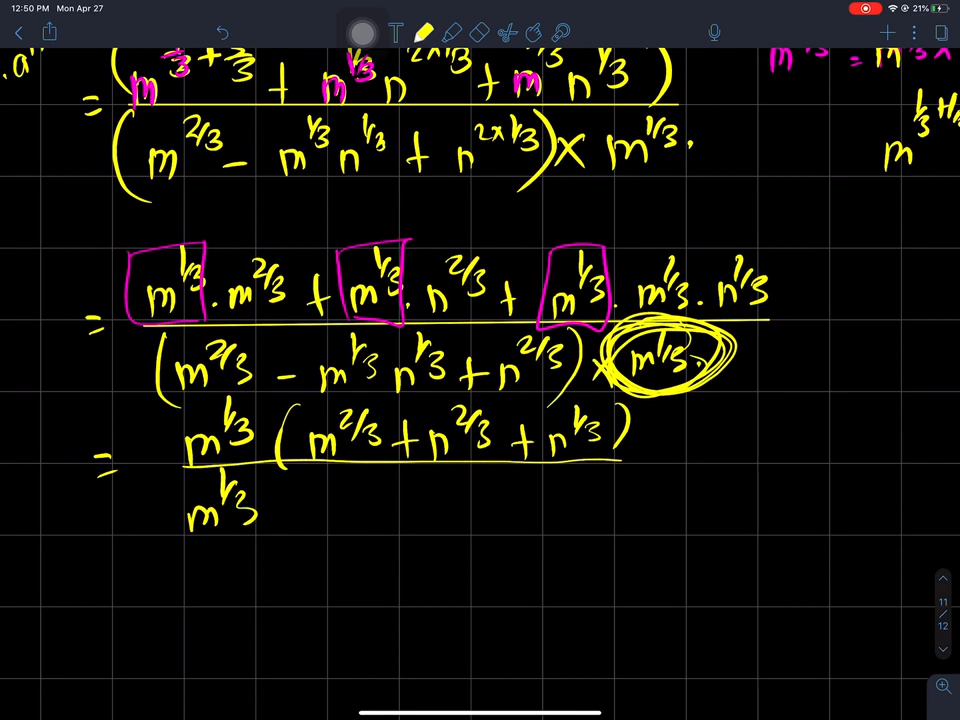 12:50 PM Mon Apr 27 21%
T
. a
(m^{1/3 + 2/3} + m^{1/3} n^{2×1/3} + m n^{1/3})
=
(m^{2/3} - m^{1/3} n^{1/3} + n^{2×1/3}) × m^{1/3}.
m^{1/3 + 1/3}
m^{1/3} . m^{2/3} + m^{1/3} . n^{2/3} + m^{1/3} . m^{1/3} . n^{1/3}
=
(m^{2/3} - m^{1/3} n^{1/3} + n^{2/3}) × m^{1/3}.
m^{1/3} (m^{2/3} + n^{2/3} + n^{1/3})
=
m^{1/3}
11
/
12